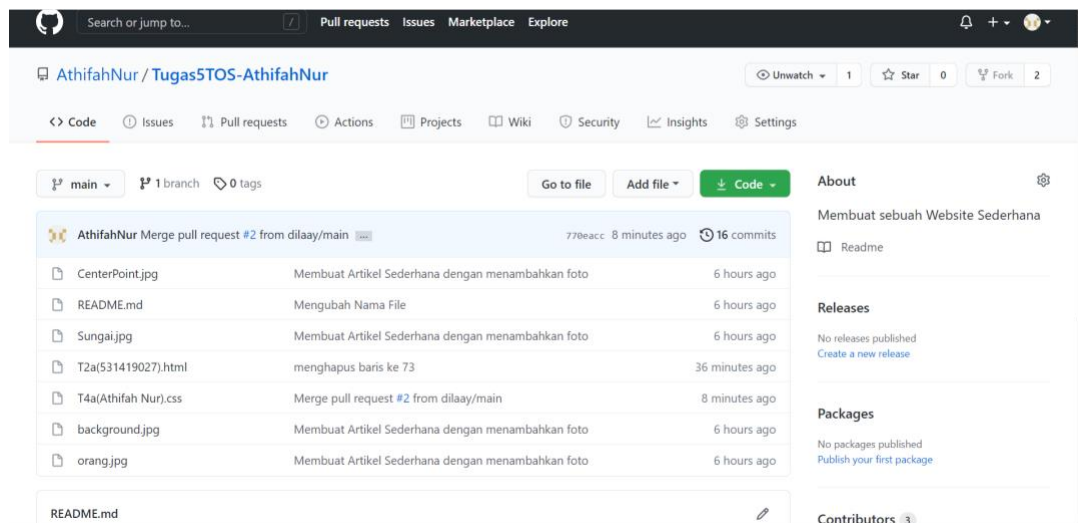 Search or jump to... / Pull requests Issues Marketplace Explore
AthifahNur / Tugas5TOS-AthifahNur
Unwatch 1 Star 0 Fork 2
<> Code Issues Pull requests Actions Projects Wiki Security Insights Settings
main 1 branch 0 tags Go to file Add file Code
AthifahNur Merge pull request #2 from dilaay/main ... 770eacc 8 minutes ago 16 commits
CenterPoint.jpg Membuat Artikel Sederhana dengan menambahkan foto 6 hours ago
README.md Mengubah Nama File 6 hours ago
Sungai.jpg Membuat Artikel Sederhana dengan menambahkan foto 6 hours ago
T2a(531419027).html menghapus baris ke 73 36 minutes ago
T4a(Athifah Nur).css Merge pull request #2 from dilaay/main 8 minutes ago
background.jpg Membuat Artikel Sederhana dengan menambahkan foto 6 hours ago
orang.jpg Membuat Artikel Sederhana dengan menambahkan foto 6 hours ago
README.md
About
Membuat sebuah Website Sederhana
Readme
Releases
No releases published
Create a new release
Packages
No packages published
Publish your first package
Contributors 3